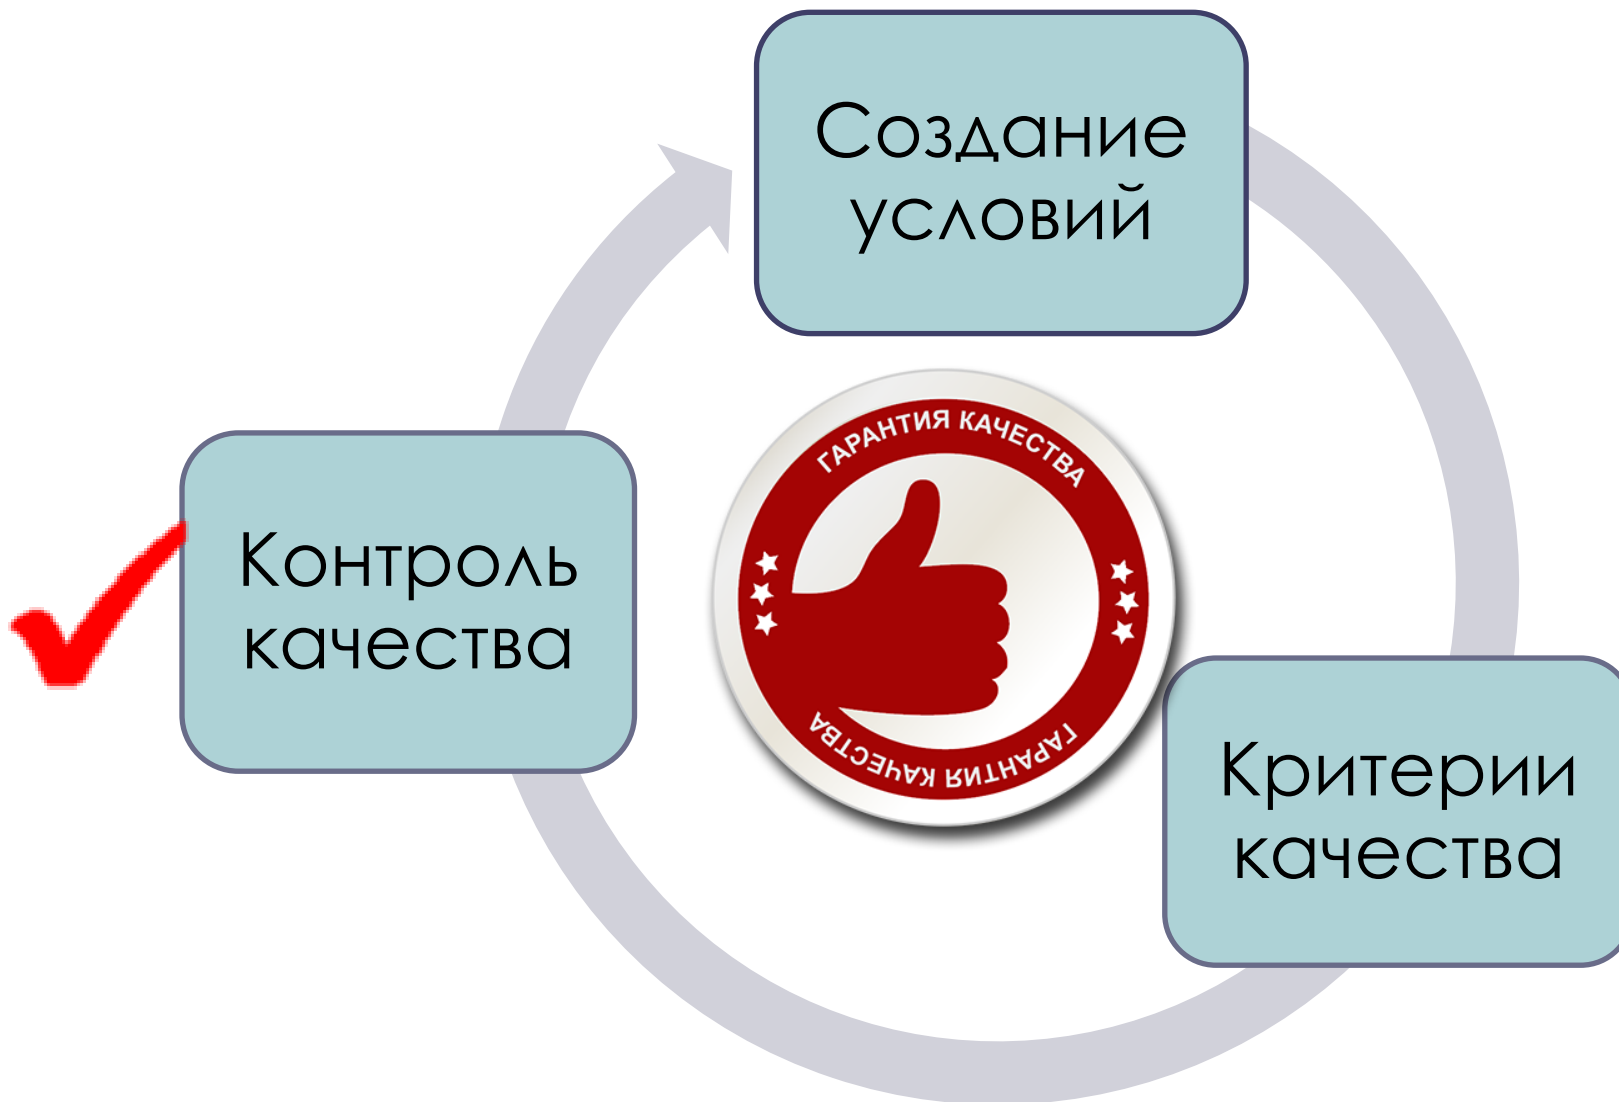 Создание
условий
ГАРАНТИЯ КАЧЕСТВА
Контроль
качества
ГАРАНТИЯ КАЧЕСТВА
Критерии
качества